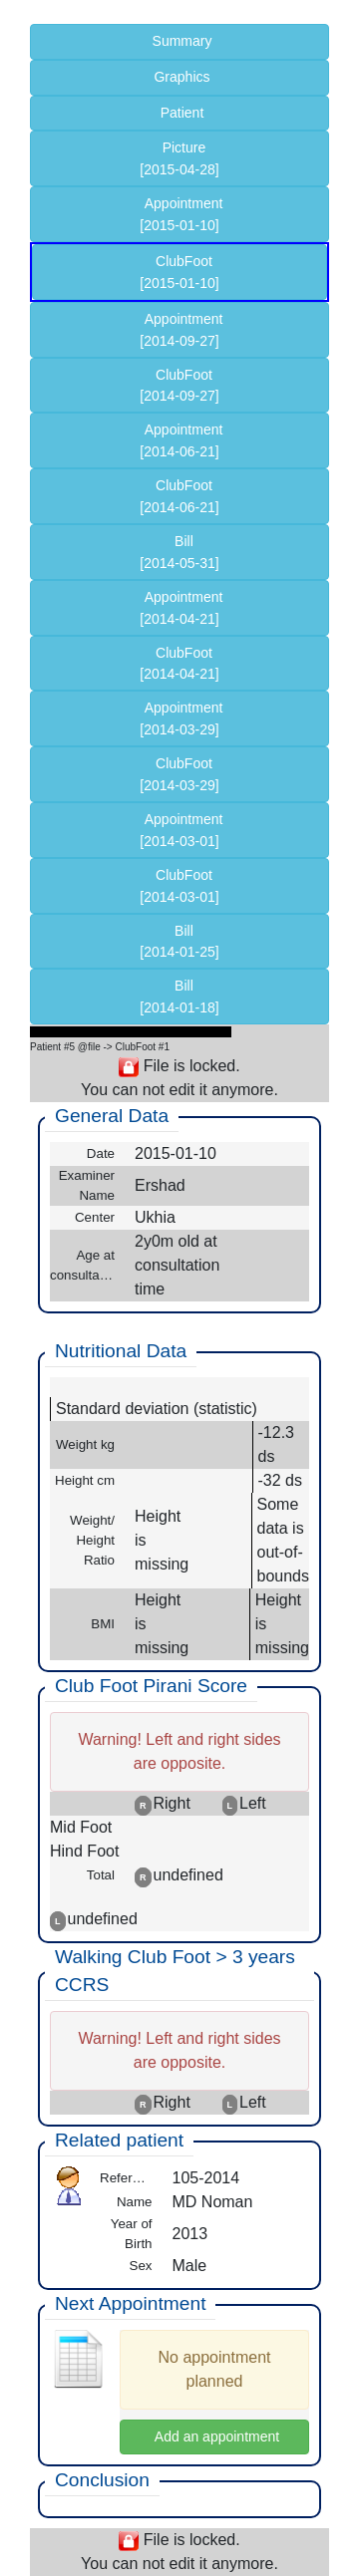 Summary
Graphics
Patient
Picture
[2015-04-28]
Appointment
[2015-01-10]
ClubFoot
[2015-01-10]
Appointment
[2014-09-27]
ClubFoot
[2014-09-27]
Appointment
[2014-06-21]
ClubFoot
[2014-06-21]
Bill
[2014-05-31]
Appointment
[2014-04-21]
ClubFoot
[2014-04-21]
Appointment
[2014-03-29]
ClubFoot
[2014-03-29]
Appointment
[2014-03-01]
ClubFoot
[2014-03-01]
Bill
[2014-01-25]
Bill
[2014-01-18]
Patient #5 @file -> ClubFoot #1
File is locked.
You can not edit it anymore.
General Data
Date 2015-01-10
Examiner Name Ershad
Center Ukhia
Age at consulta... 2y0m old at
consultation
time
Nutritional Data
Standard deviation (statistic)
Weight kg -12.3
ds
Height cm -32 ds
Weight/ Height Some
Height is data is
Ratio missing out-of-
bounds
BMI Height Height
is is
missing missing
Club Foot Pirani Score
Warning! Left and right sides
are opposite.
R Right L Left
Mid Foot
Hind Foot
Total R undefined
L undefined
Walking Club Foot > 3 years
CCRS
Warning! Left and right sides
are opposite.
R Right L Left
Related patient
Refer... 105-2014
Name MD Noman
Year of
Birth 2013
Sex Male
Next Appointment
No appointment
planned
Add an appointment
Conclusion
File is locked.
You can not edit it anymore.